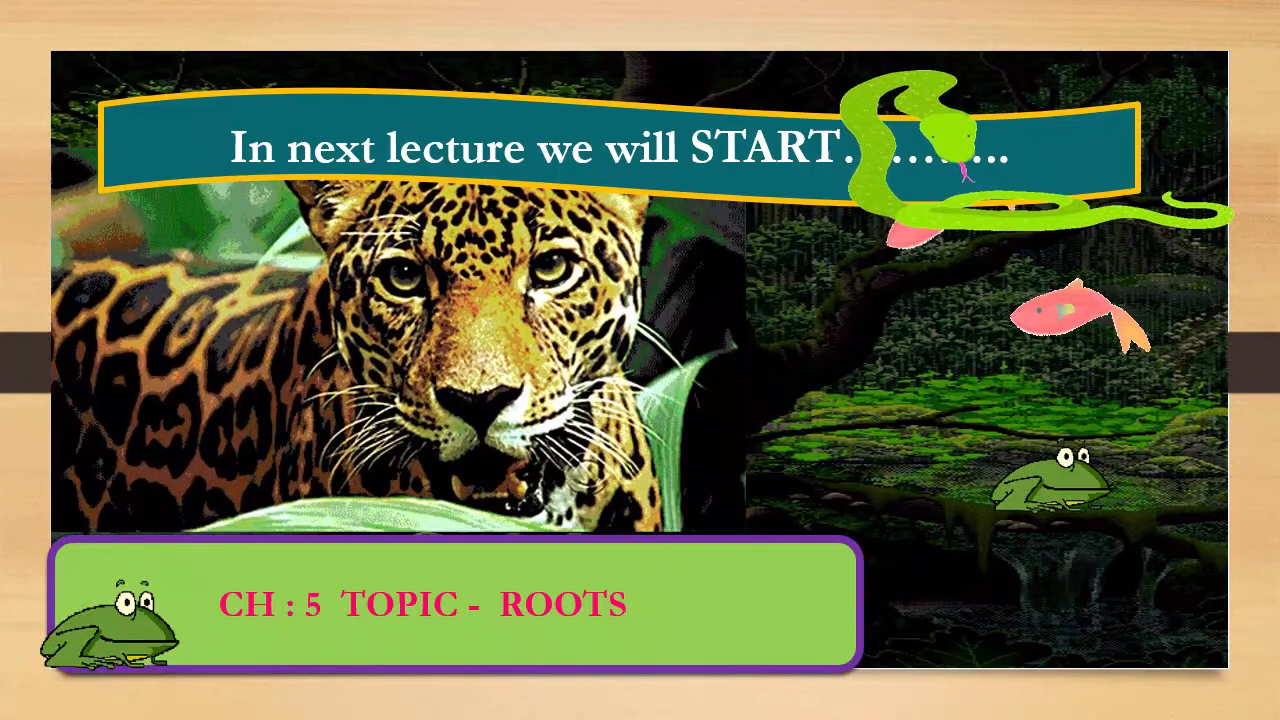 In next lecture we will START...........
CH : 5 TOPIC - ROOTS